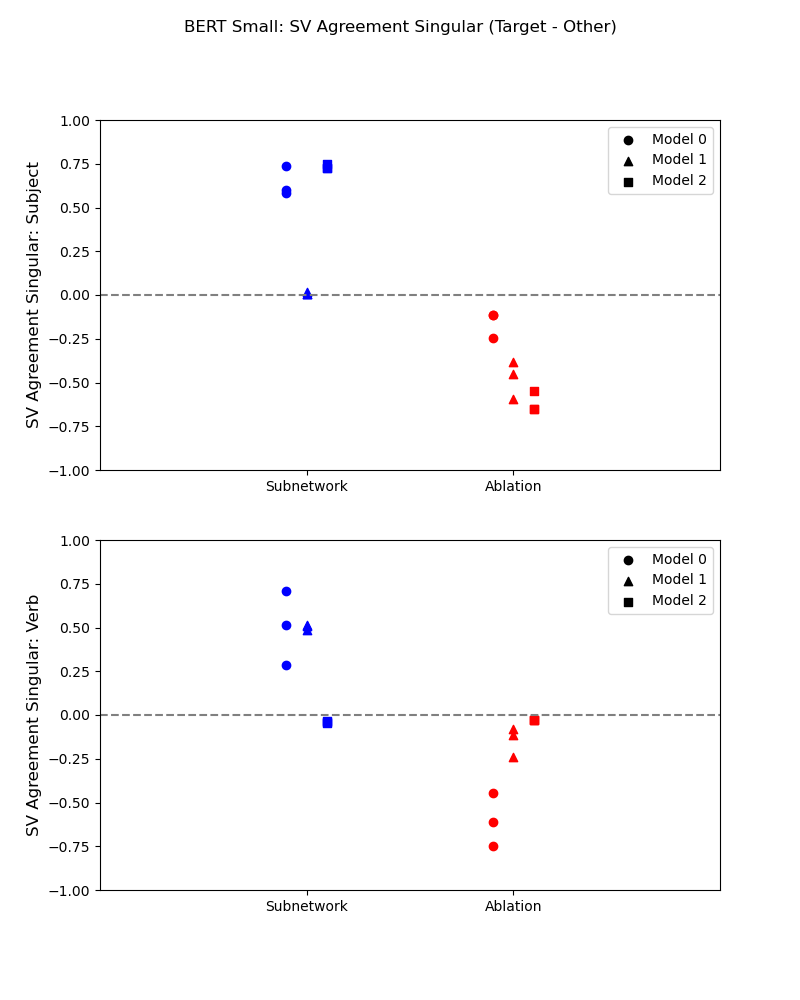 BERT Small: SV Agreement Singular (Target - Other)
SV Agreement Singular: Subject
1.00
0.75
0.50
0.25
0.00
−0.25
−0.50
−0.75
−1.00
Model 0
Model 1
Model 2
Subnetwork
Ablation
SV Agreement Singular: Verb
1.00
0.75
0.50
0.25
0.00
−0.25
−0.50
−0.75
−1.00
Model 0
Model 1
Model 2
Subnetwork
Ablation